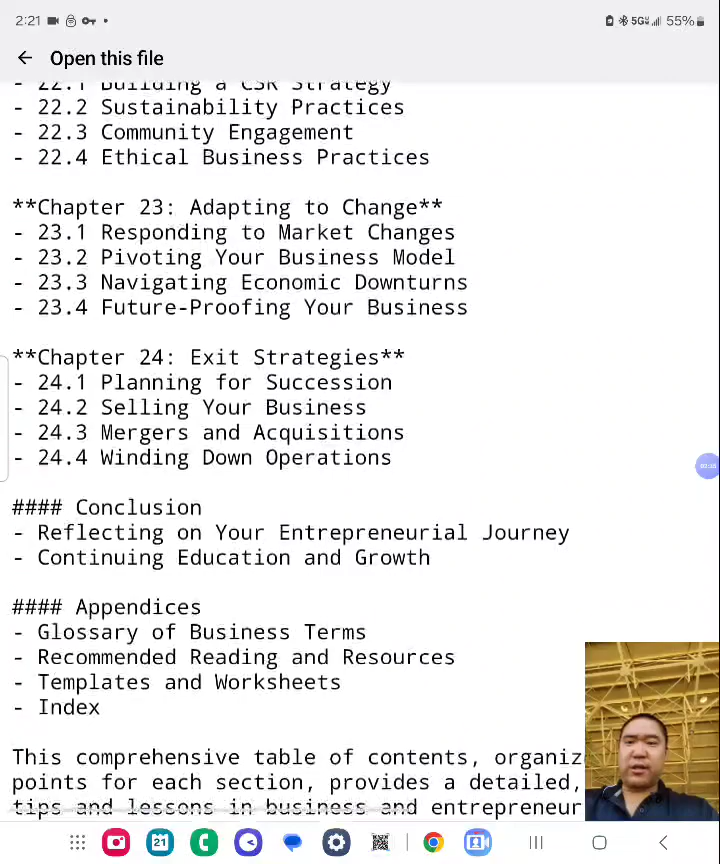 2:21
5G 55%
Open this file
- 22.1 Building a CSR Strategy
- 22.2 Sustainability Practices
- 22.3 Community Engagement
- 22.4 Ethical Business Practices
**Chapter 23: Adapting to Change**
- 23.1 Responding to Market Changes
- 23.2 Pivoting Your Business Model
- 23.3 Navigating Economic Downturns
- 23.4 Future-Proofing Your Business
**Chapter 24: Exit Strategies**
- 24.1 Planning for Succession
- 24.2 Selling Your Business
- 24.3 Mergers and Acquisitions
- 24.4 Winding Down Operations
#### Conclusion
- Reflecting on Your Entrepreneurial Journey
- Continuing Education and Growth
#### Appendices
- Glossary of Business Terms
- Recommended Reading and Resources
- Templates and Worksheets
- Index
This comprehensive table of contents, organiz
points for each section, provides a detailed,
tips and lessons in business and entrepreneur
21